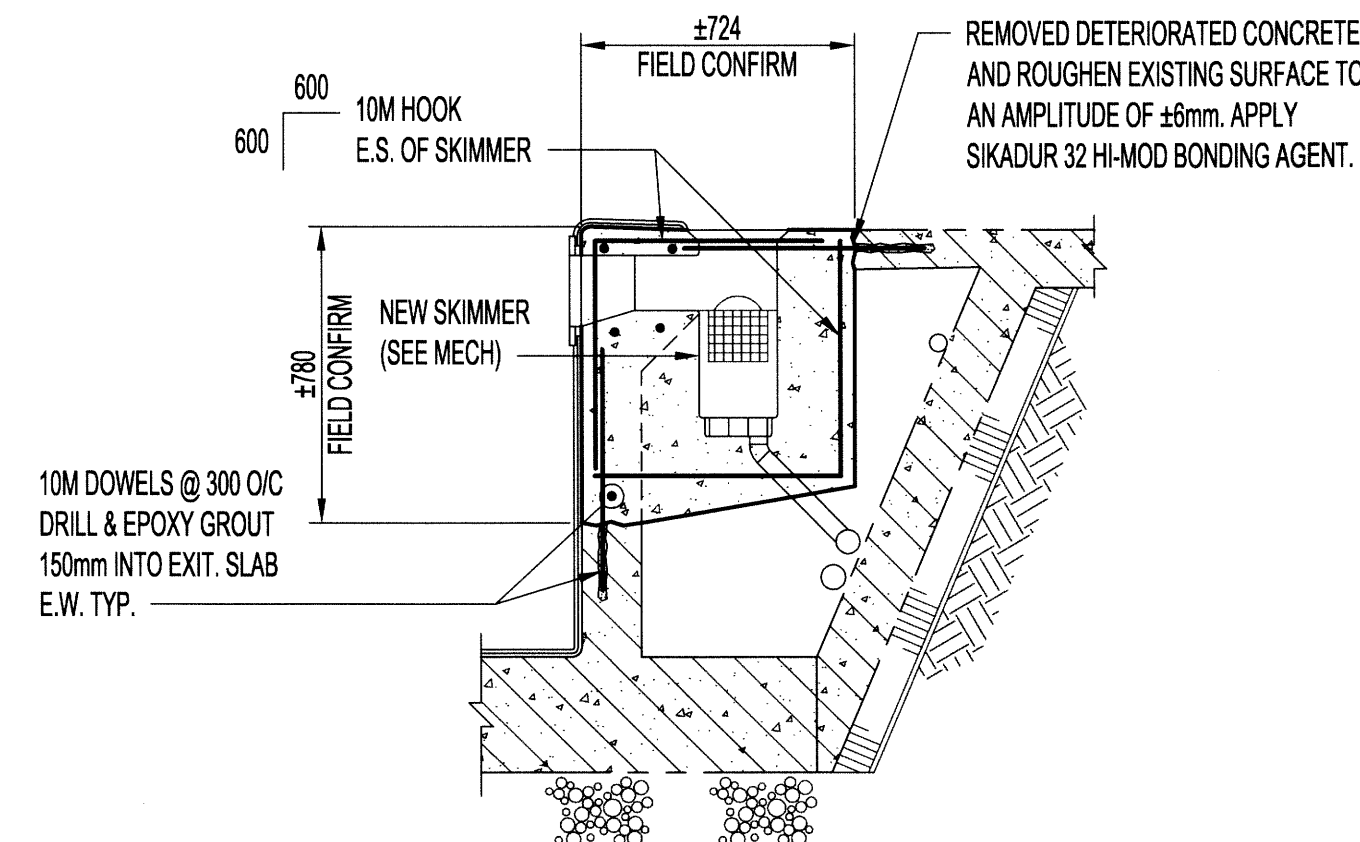 ±724
FIELD CONFIRM
REMOVED DETERIORATED CONCRETE
AND ROUGHEN EXISTING SURFACE TO
AN AMPLITUDE OF ±6mm. APPLY
SIKADUR 32 HI-MOD BONDING AGENT.
600
600
10M HOOK
E.S. OF SKIMMER
NEW SKIMMER
(SEE MECH)
±780
FIELD CONFIRM
10M DOWELS @ 300 O/C
DRILL & EPOXY GROUT
150mm INTO EXIT. SLAB
E.W. TYP.